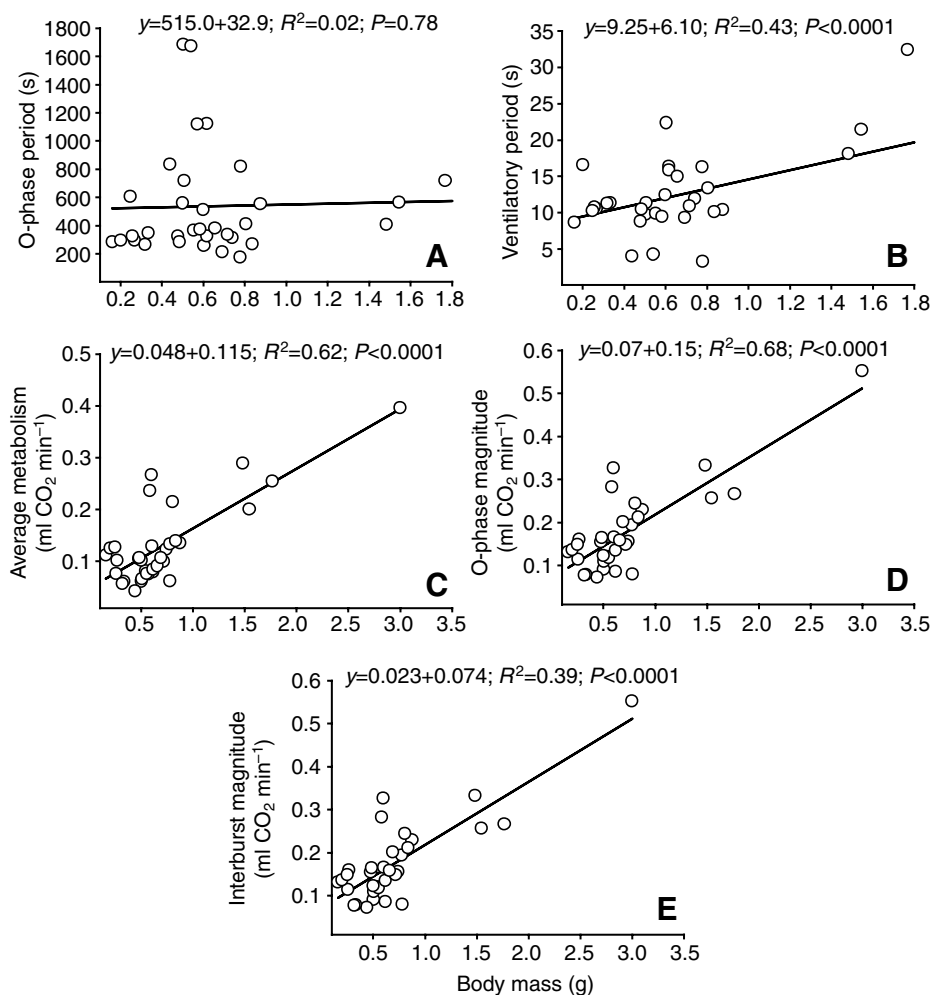 y=515.0+32.9; R²=0.02; P=0.78
1800
1600
1400
1200
1000
800
600
400
200
O-phase period (s)
A
0.2 0.4 0.6 0.8 1.0 1.2 1.4 1.6 1.8
y=9.25+6.10; R²=0.43; P<0.0001
35
30
25
20
15
10
5
Ventilatory period (s)
B
0.2 0.4 0.6 0.8 1.0 1.2 1.4 1.6 1.8
y=0.048+0.115; R²=0.62; P<0.0001
0.5
0.4
0.3
0.2
0.1
Average metabolism
(ml CO₂ min⁻¹)
C
0.5 1.0 1.5 2.0 2.5 3.0 3.5
y=0.07+0.15; R²=0.68; P<0.0001
0.6
0.5
0.4
0.3
0.2
0.1
O-phase magnitude
(ml CO₂ min⁻¹)
D
0.5 1.0 1.5 2.0 2.5 3.0 3.5
y=0.023+0.074; R²=0.39; P<0.0001
0.6
0.5
0.4
0.3
0.2
0.1
Interburst magnitude
(ml CO₂ min⁻¹)
E
0.5 1.0 1.5 2.0 2.5 3.0 3.5
Body mass (g)